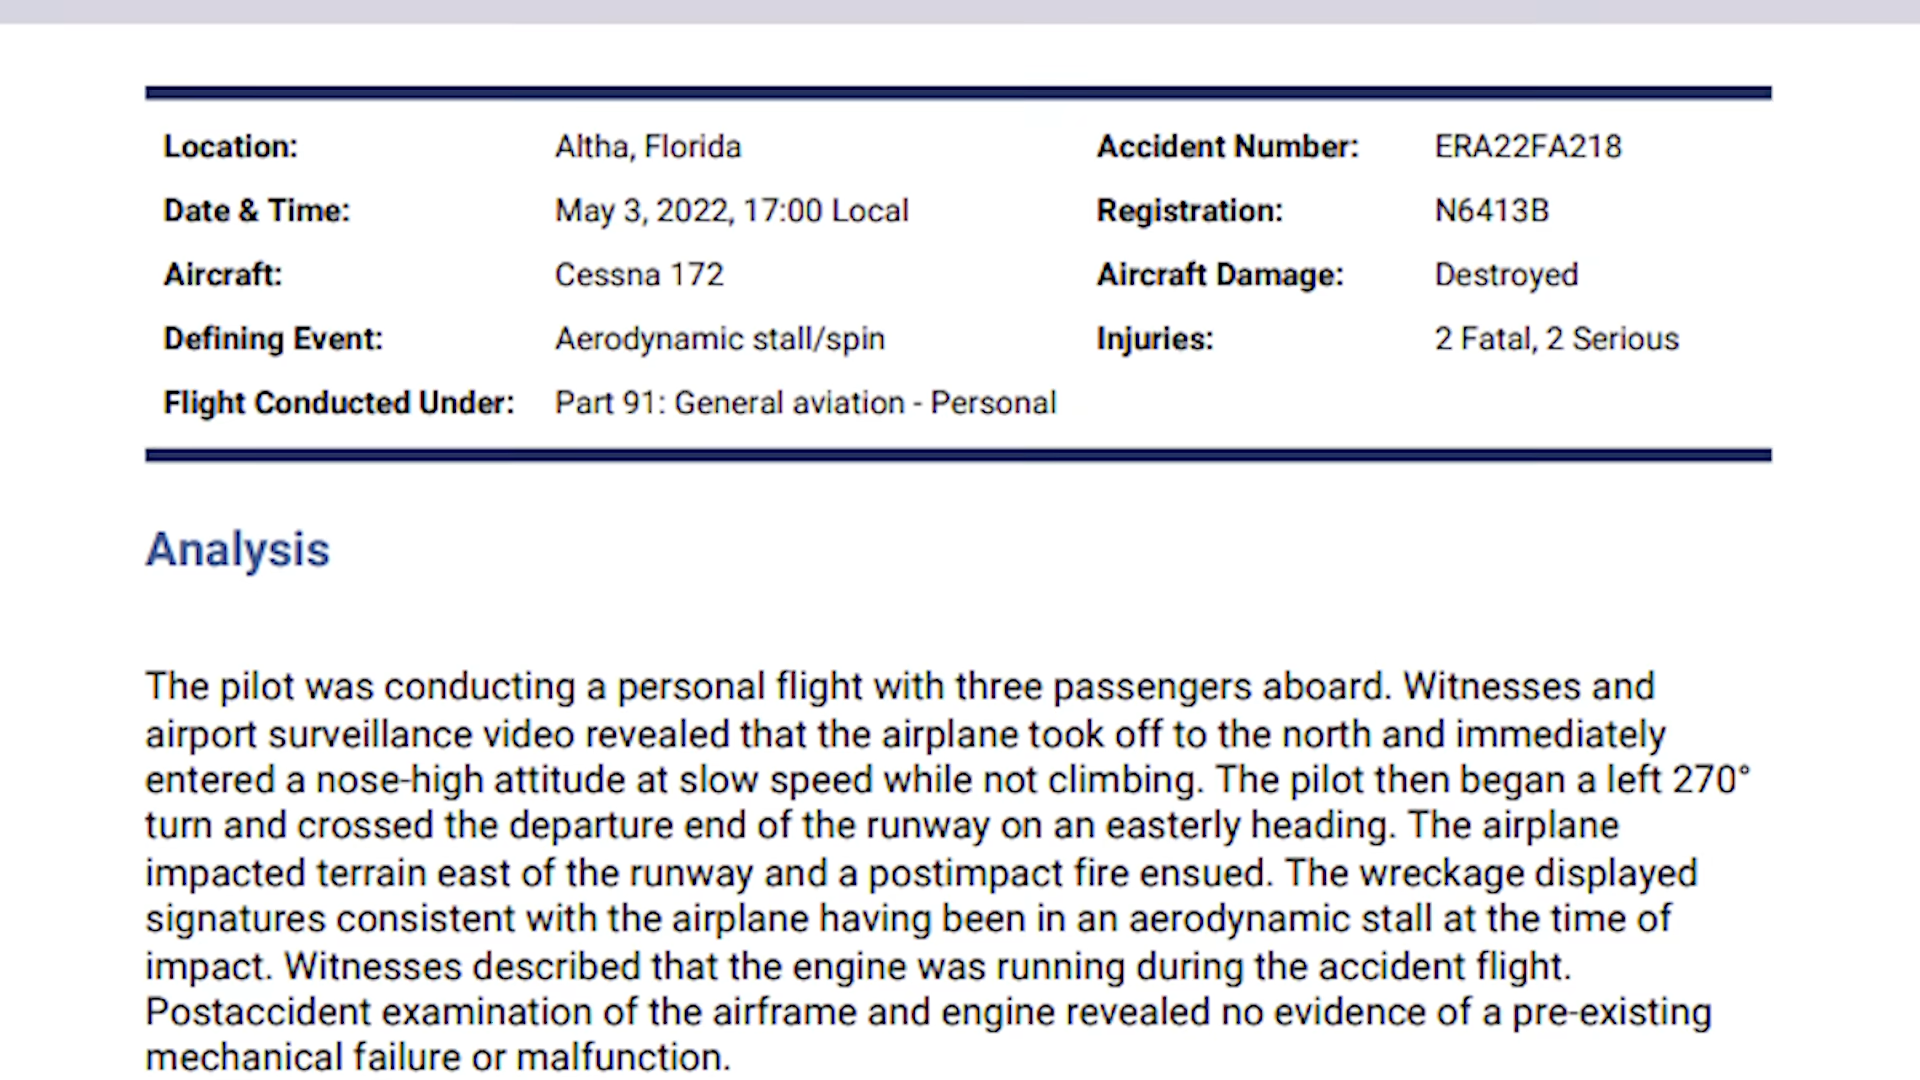 Location: Altha, Florida Accident Number: ERA22FA218
Date & Time: May 3, 2022, 17:00 Local Registration: N6413B
Aircraft: Cessna 172 Aircraft Damage: Destroyed
Defining Event: Aerodynamic stall/spin Injuries: 2 Fatal, 2 Serious
Flight Conducted Under: Part 91: General aviation - Personal
Analysis
The pilot was conducting a personal flight with three passengers aboard. Witnesses and
airport surveillance video revealed that the airplane took off to the north and immediately
entered a nose-high attitude at slow speed while not climbing. The pilot then began a left 270°
turn and crossed the departure end of the runway on an easterly heading. The airplane
impacted terrain east of the runway and a postimpact fire ensued. The wreckage displayed
signatures consistent with the airplane having been in an aerodynamic stall at the time of
impact. Witnesses described that the engine was running during the accident flight.
Postaccident examination of the airframe and engine revealed no evidence of a pre-existing
mechanical failure or malfunction.